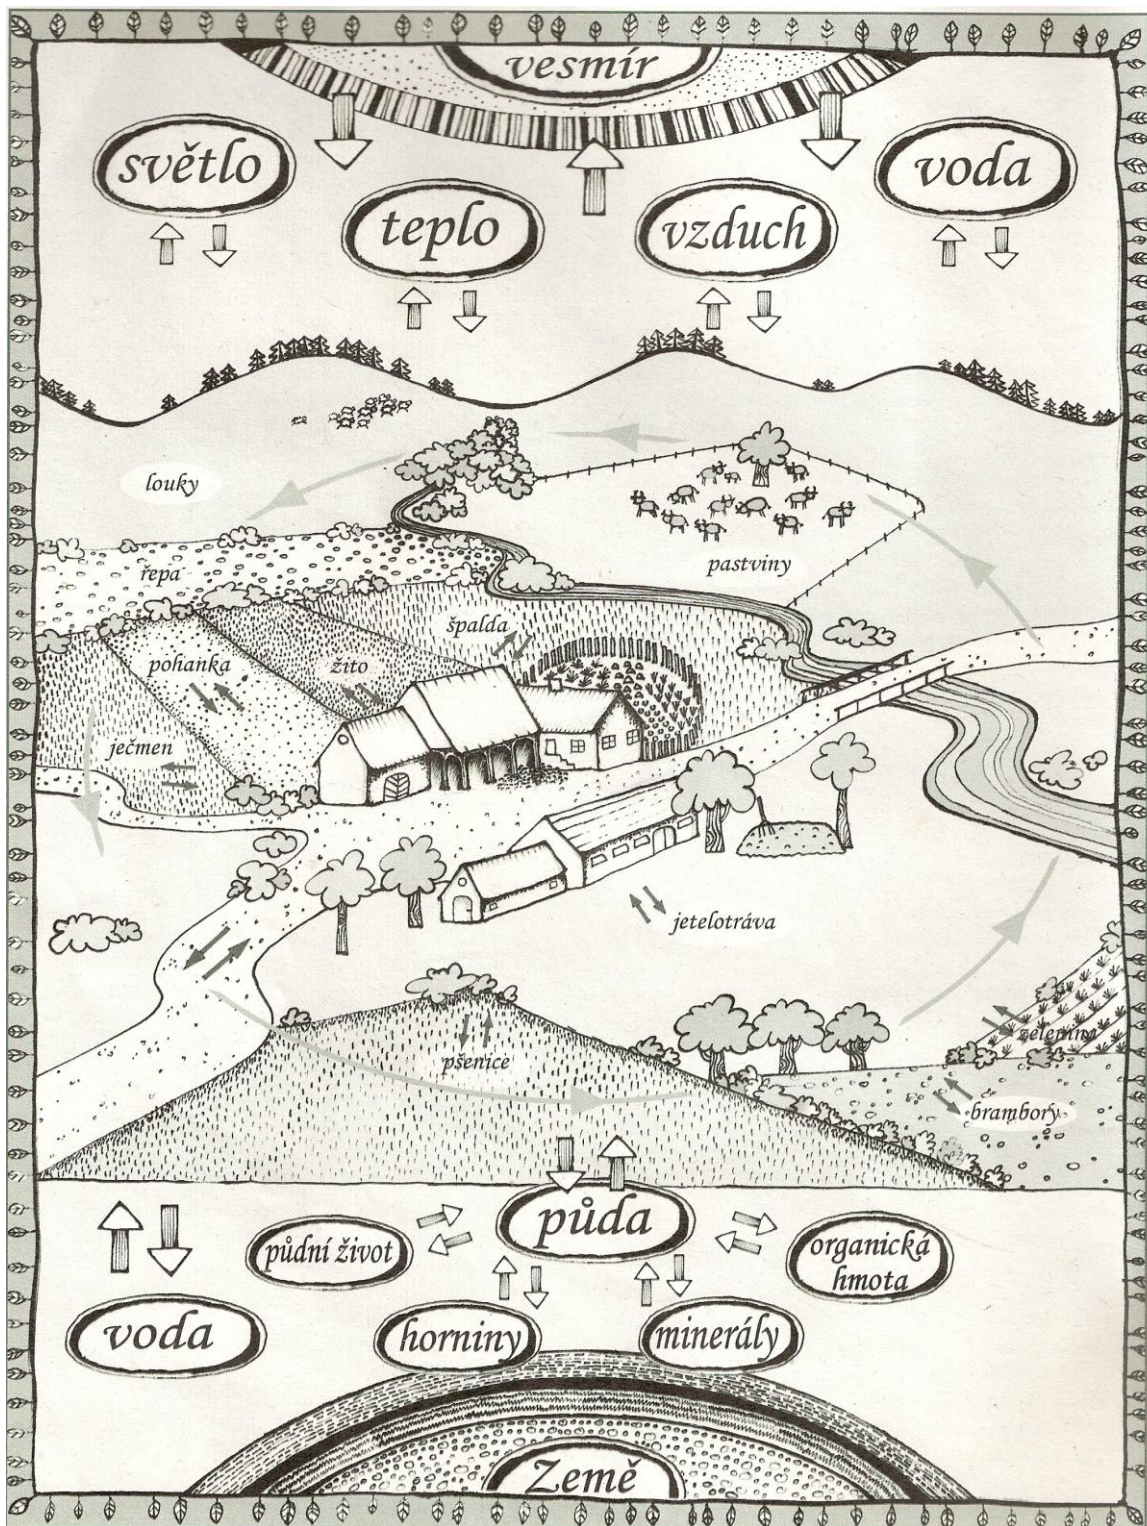 vesmír
světlo
voda
teplo
vzduch
louky
řepa
pastviny
špalda
pohanka
žito
ječmen
jetelotráva
pšenice
zelenina
brambory
půda
půdní život
organická
hmota
voda
horniny
minerály
Země